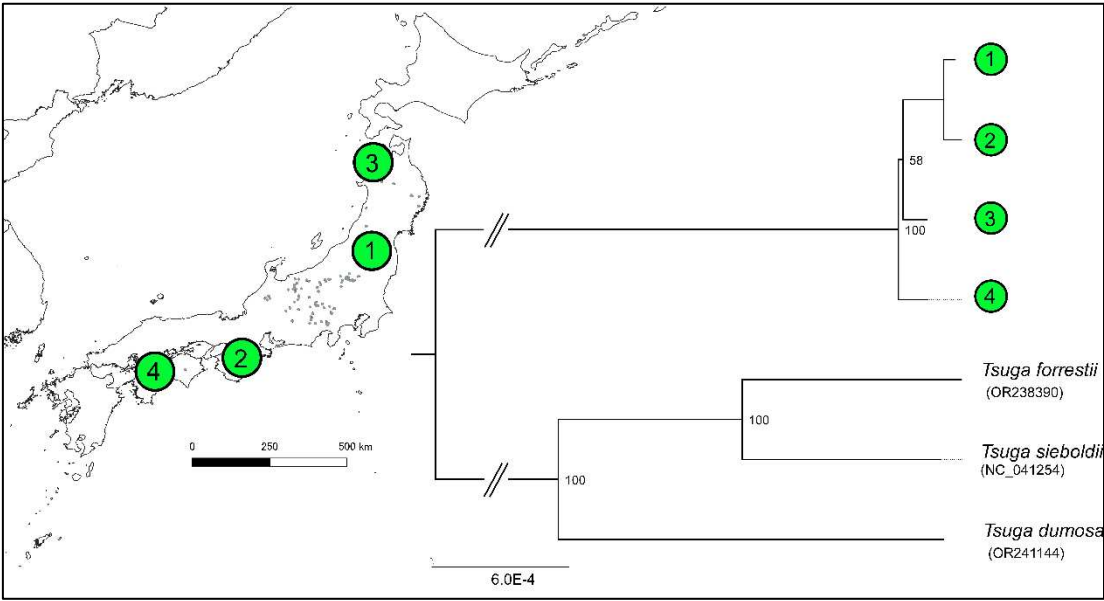 3
1
2
4
0 250 500 km
1
2
58
3
100
4
Tsuga forrestii
(OR238390)
100
Tsuga sieboldii
(NC_041254)
100
Tsuga dumosa
(OR241144)
6.0E-4